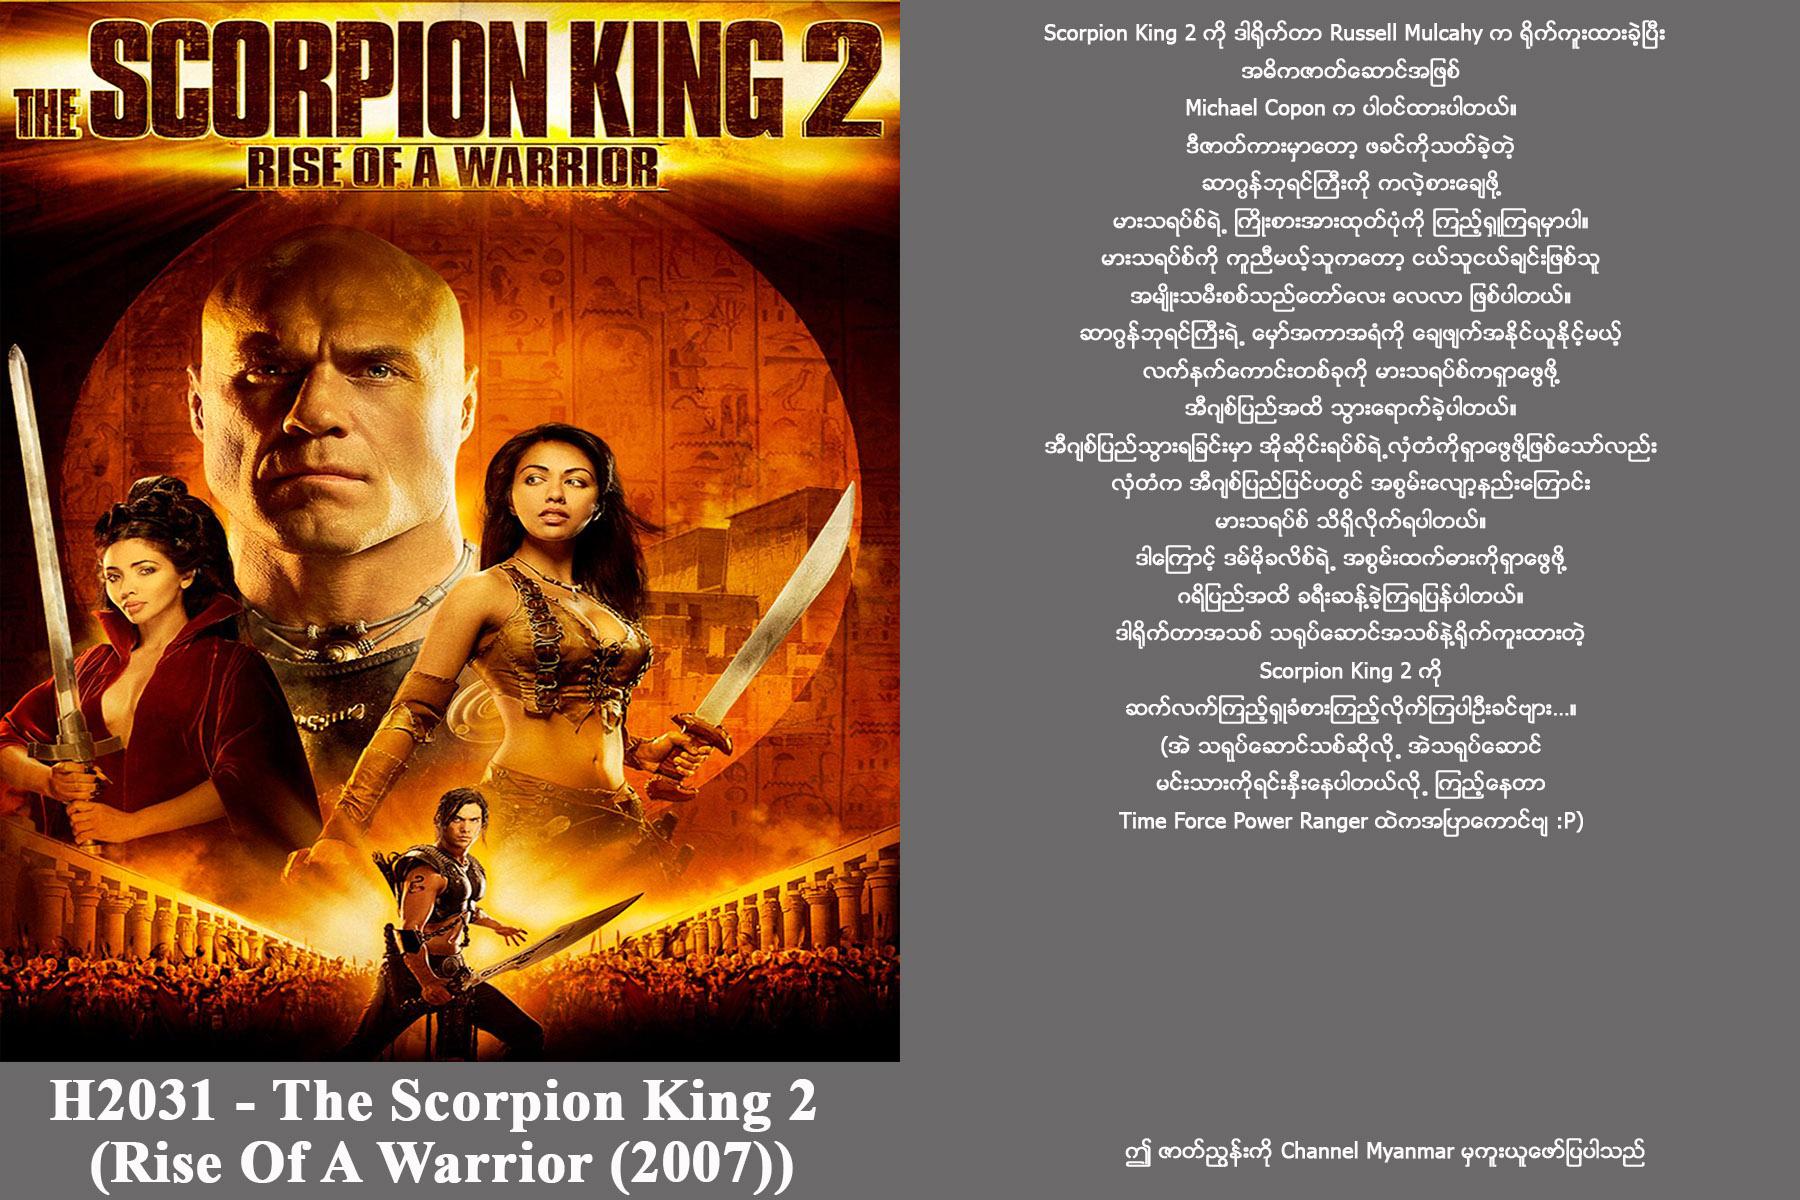 THE SCORPION KING 2
RISE OF A WARRIOR
H2031 - The Scorpion King 2
(Rise Of A Warrior (2007))
Scorpion King 2 ကို ဒါရိုက်တာ Russell Mulcahy က ရိုက်ကူးထားခဲ့ပြီး
အဓိကဇာတ်ဆောင်အဖြစ်
Michael Copon က ပါဝင်ထားပါတယ်။
ဒီဇာတ်ကားမှာတော့ ဖခင်ကိုသတ်ခဲ့တဲ့
ဆာဂွန်ဘုရင်ကြီးကို ကလဲ့စားချေဖို့
မားသရပ်စ်ရဲ့ ကြိုးစားအားထုတ်ပုံကို ကြည့်ရှုကြရမှာပါ။
မားသရပ်စ်ကို ကူညီမယ့်သူကတော့ ငယ်သူငယ်ချင်းဖြစ်သူ
အမျိုးသမီးစစ်သည်တော်လေး လေလာ ဖြစ်ပါတယ်။
ဆာဂွန်ဘုရင်ကြီးရဲ့ မှော်အကာအရံကို ချေဖျက်အနိုင်ယူနိုင့်မယ့်
လက်နက်ကောင်းတစ်ခုကို မားသရပ်စ်ကရှာဖွေဖို့
အီဂျစ်ပြည်အထိ သွားရောက်ခဲ့ပါတယ်။
အီဂျစ်ပြည်သွားရခြင်းမှာ အိုဆိုင်းရပ်စ်ရဲ့လှံတံကိုရှာဖွေဖို့ဖြစ်သော်လည်း
လှံတံက အီဂျစ်ပြည်ပြင်ပတွင် အစွမ်းလျော့နည်းကြောင်း
မားသရပ်စ် သိရှိလိုက်ရပါတယ်။
ဒါကြောင့် ဒမ်မိုခလိစ်ရဲ့ အစွမ်းထက်ဓားကိုရှာဖွေဖို့
ဂရိပြည်အထိ ခရီးဆန့်ခဲ့ကြရပြန်ပါတယ်။
ဒါရိုက်တာအသစ် သရုပ်ဆောင်အသစ်နဲ့ရိုက်ကူးထားတဲ့
Scorpion King 2 ကို
ဆက်လက်ကြည့်ရှုခံစားကြည့်လိုက်ကြပါဦးခင်ဗျား...။
(အဲ သရုပ်ဆောင်သစ်ဆိုလို့ အဲသရုပ်ဆောင်
မင်းသားကိုရင်းနှီးနေပါတယ်လို့ ကြည့်နေတာ
Time Force Power Ranger ထဲကအပြာကောင်ဗျ :P)
ဤ ဇာတ်ညွှန်းကို Channel Myanmar မှကူးယူဖော်ပြပါသည်